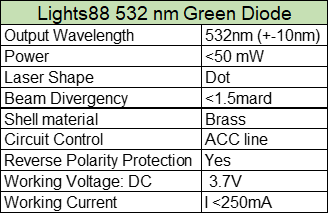 Lights88 532 nm Green Diode
Output Wavelength 532nm (+-10nm)
Power <50 mW
Laser Shape Dot
Beam Divergency <1.5mard
Shell material Brass
Circuit Control ACC line
Reverse Polarity Protection Yes
Working Voltage: DC 3.7V
Working Current I <250mA